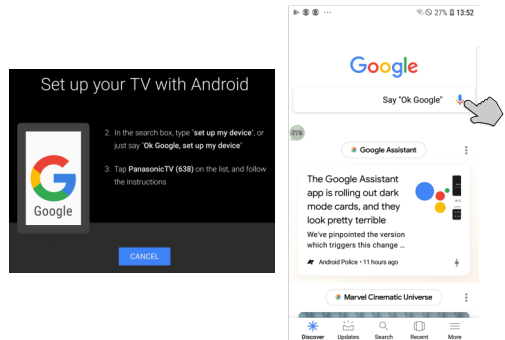 Set up your TV with Android
2. In the search box, type "set up my device", or
just say "Ok Google, set up my device"
3. Tap PanasonicTV (638) on the list, and follow
the instructions
Google
CANCEL
27% 13:52
Google
Say "Ok Google"
Google Assistant
The Google Assistant
app is rolling out dark
mode cards, and they
look pretty terrible
We've pinpointed the version
which triggers this change ...
Android Police • 11 hours ago
Marvel Cinematic Universe
Discover Updates Search Recent More